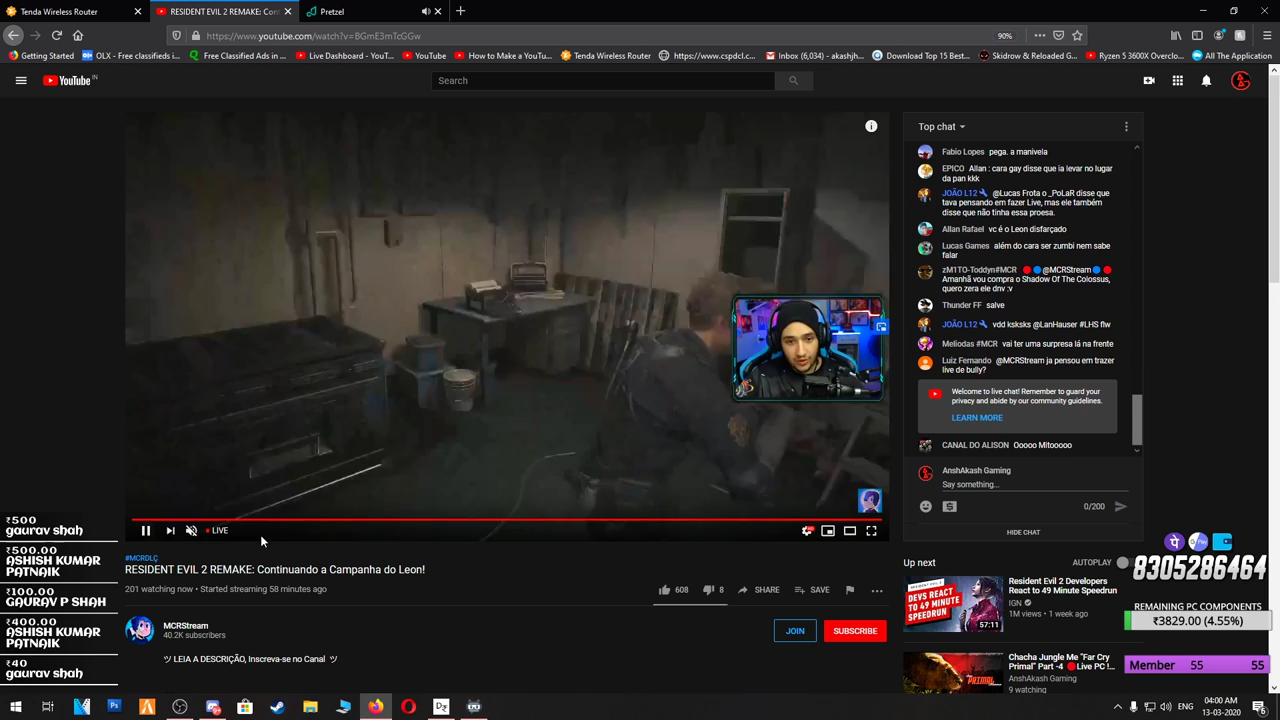 Tenda Wireless Router
RESIDENT EVIL 2 REMAKE: Cont
Pretzel
https://www.youtube.com/watch?v=BGmE3mTcGGw
90%
Getting Started
OLX - Free classifieds i...
Free Classified Ads in ...
Live Dashboard - YouT...
YouTube
How to Make a YouTu...
Tenda Wireless Router
https://www.cspdcl.c...
Inbox (6,034) - akashjh...
Download Top 15 Best...
Skidrow & Reloaded G...
Ryzen 5 3600X Overclo...
All The Application
YouTube IN
Search
Top chat
Fabio Lopes pega. a manivela
EPICO Allan : cara gay disse que ia levar no lugar
da pan kkk
JOÃO L12 @Lucas Frota o _PoLaR disse que
tava pensando em fazer Live, mas ele também
disse que não tinha essa proesa.
Allan Rafael vc é o Leon disfarçado
Lucas Games além do cara ser zumbi nem sabe
falar
zM1TO-Toddyn#MCR @MCRStream
Amanhã vou compra o Shadow Of The Colossus,
quero zera ele dnv :v
Thunder FF salve
JOÃO L12 vdd ksksks @LanHauser #LHS flw
Meliodas #MCR vai ter uma surpresa lá na frente
Luiz Fernando @MCRStream ja pensou em trazer
live de bully?
Welcome to live chat! Remember to guard your
privacy and abide by our community guidelines.
LEARN MORE
CANAL DO ALISON Ooooo Mitooooo
AnshAkash Gaming
Say something...
0/200
HIDE CHAT
LIVE
#MCRDLÇ
RESIDENT EVIL 2 REMAKE: Continuando a Campanha do Leon!
201 watching now • Started streaming 58 minutes ago
608
8
SHARE
SAVE
MCRStream
40.2K subscribers
JOIN
SUBSCRIBE
ツ LEIA A DESCRIÇÃO, Inscreva-se no Canal ツ
Up next
AUTOPLAY
DEVS REACT
TO 49 MINUTE
SPEEDRUN
57:11
Resident Evil 2 Developers
React to 49 Minute Speedrun
IGN
1M views • 1 week ago
Chacha Jungle Me "Far Cry
Primal" Part -4 Live PC !...
AnshAkash Gaming
9 watching
8305286464
REMAINING PC COMPONENTS
₹3829.00 (4.55%)
Member 55 55
₹500
gaurav shah
₹500.00
ASHISH KUMAR
PATNAIK
₹100.00
GAURAV P SHAH
₹400.00
ASHISH KUMAR
PATNAIK
₹40
gaurav shah
ENG
04:00 AM
13-03-2020